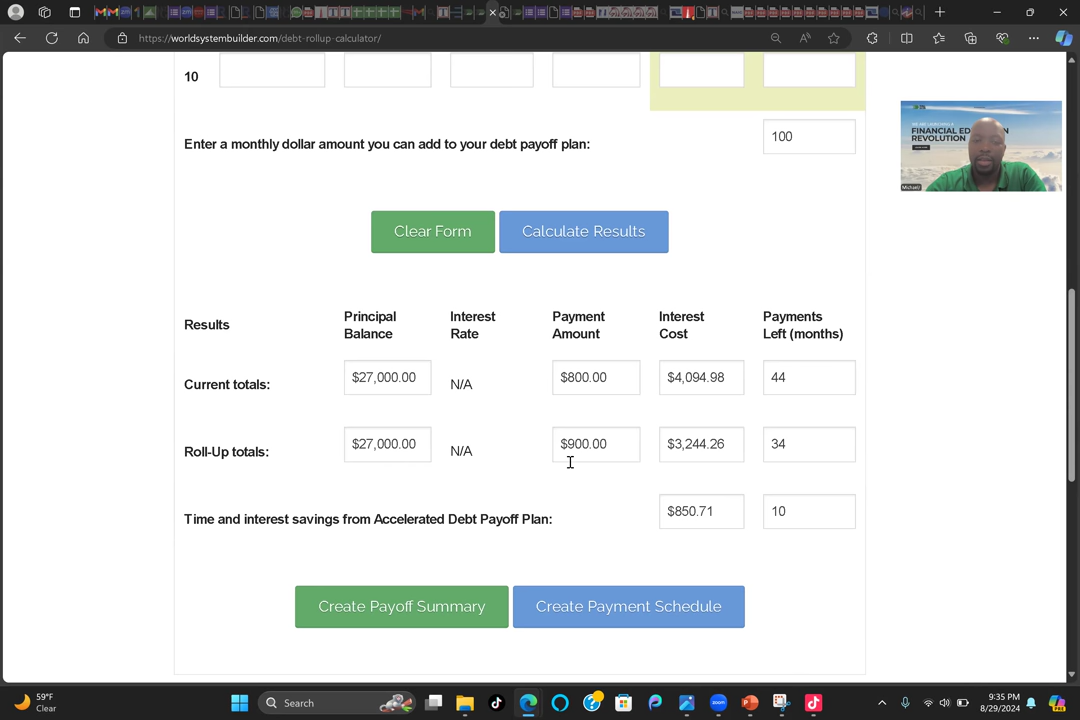 https://worldsystembuilder.com/debt-rollup-calculator/
10
FINANCIAL ED
REVOLUTION
Enter a monthly dollar amount you can add to your debt payoff plan:
100
Clear Form
Calculate Results
Results
Principal Balance
Interest Rate
Payment Amount
Interest Cost
Payments Left (months)
Current totals:
$27,000.00
N/A
$800.00
$4,094.98
44
Roll-Up totals:
$27,000.00
N/A
$900.00
$3,244.26
34
Time and interest savings from Accelerated Debt Payoff Plan:
$850.71
10
Create Payoff Summary
Create Payment Schedule
59°F
Clear
Search
zoom
9:35 PM
8/29/2024